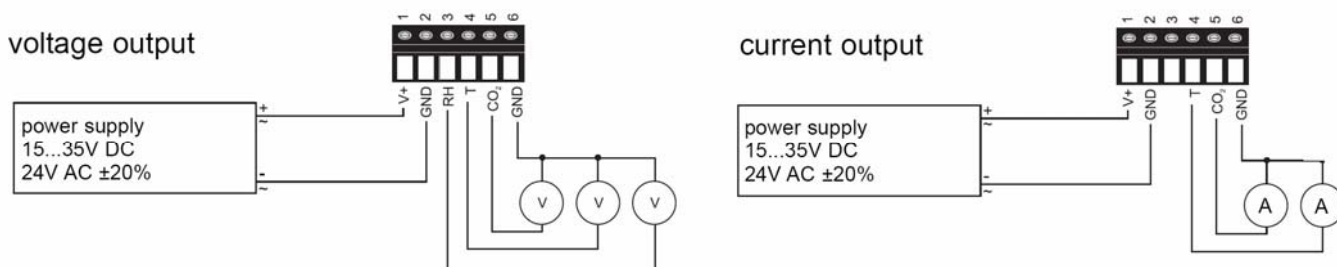 voltage output
1 2 3 4 5 6
V+ GND RH T CO₂ GND
power supply
15...35V DC
24V AC ±20%
+
~
-
~
V V V
current output
1 2 3 4 5 6
V+ GND T CO₂ GND
power supply
15...35V DC
24V AC ±20%
+
~
-
~
A A